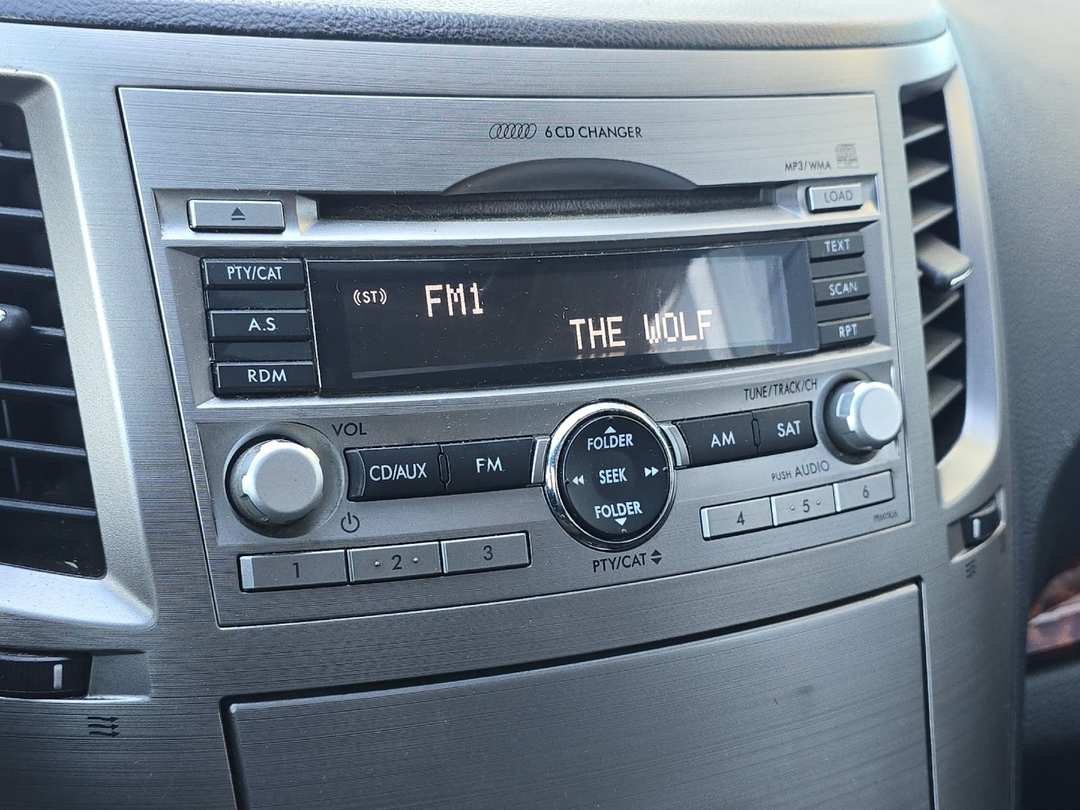 6 CD CHANGER
MP3/WMA
LOAD
PTY/CAT
A.S
RDM
((ST))
FM1
THE WOLF
TEXT
SCAN
RPT
VOL
CD/AUX
FM
FOLDER
SEEK
FOLDER
PTY/CAT
AM
SAT
TUNE/TRACK/CH
PUSH AUDIO
1
2
3
4
5
6